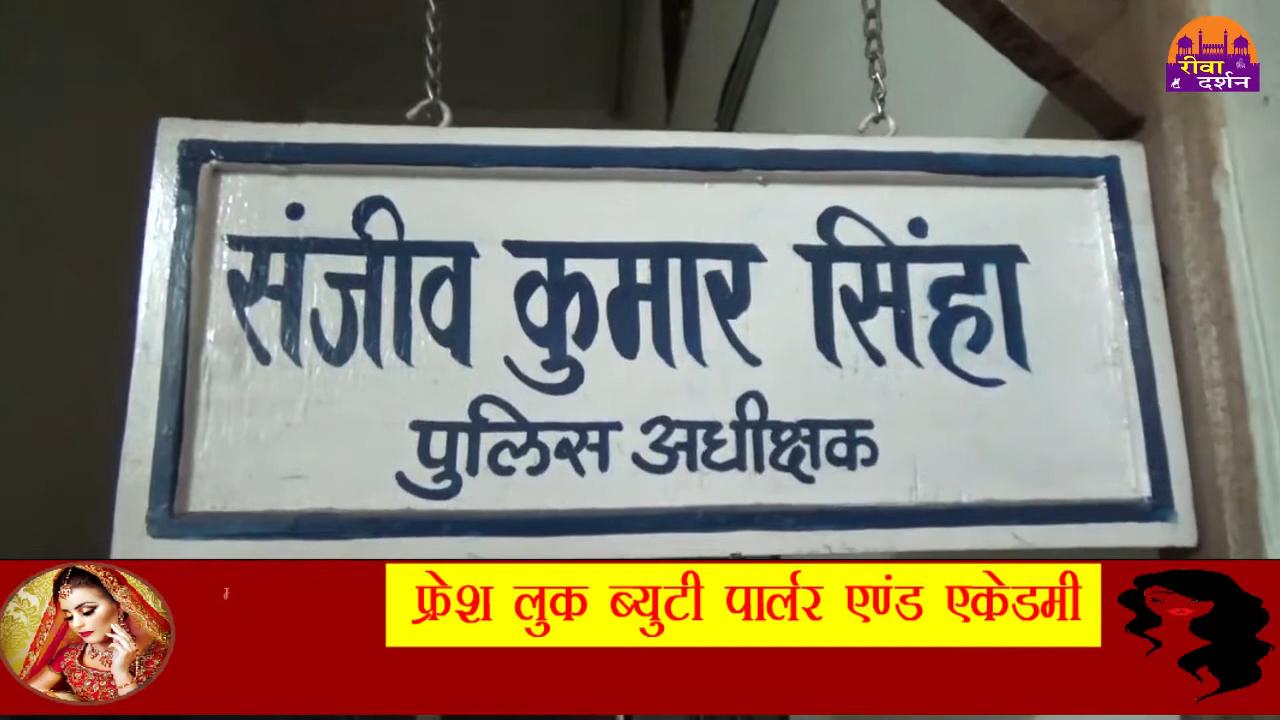 रीवा
दर्शन
संजीव कुमार सिंहा
पुलिस अधीक्षक
फ्रेश लुक ब्युटी पार्लर एण्ड एकेडमी